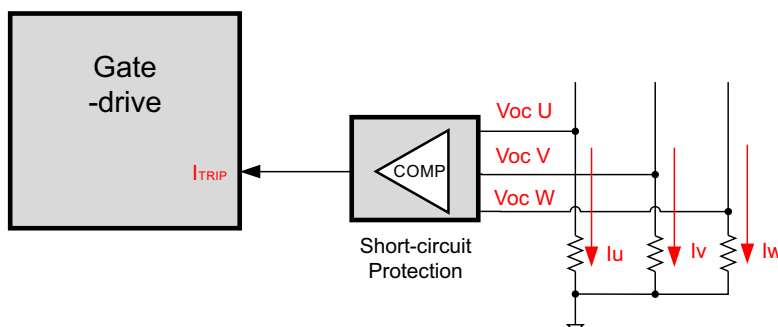 Gate
-drive
ITRIP
COMP
Short-circuit
Protection
Voc U
Voc V
Voc W
Iu
Iv
Iw